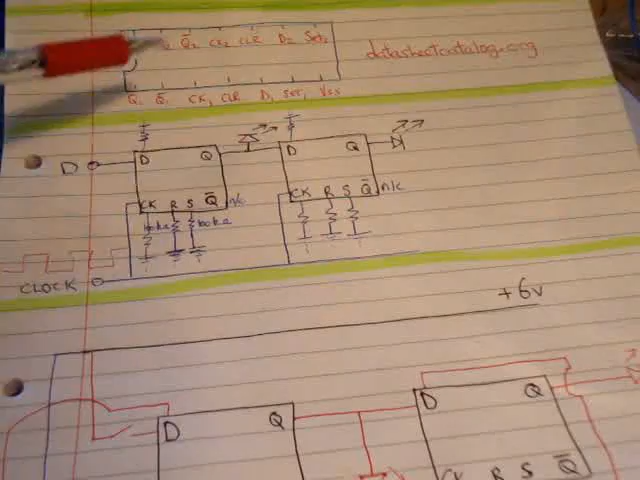 Q̄2 CK2 CLR D2 Set2
datasheetcatalog.org
Q1 Q̄1 CK1 CLR D1 Set1 VSS
D
D Q
D Q
CK R S Q̄ n/c
CK R S Q̄ n/c
100kΩ
CLOCK
+6v
D Q
D Q
CK R S Q̄